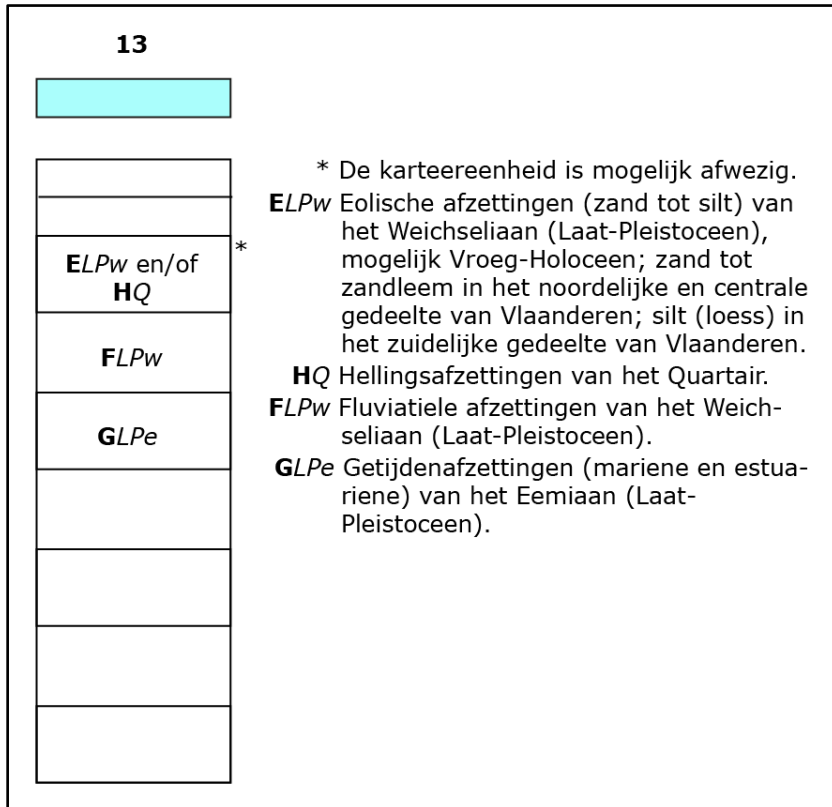 13
ELPw en/of
HQ
*
FLPw
GLPe
* De karteereenheid is mogelijk afwezig.
ELPw Eolische afzettingen (zand tot silt) van
het Weichseliaan (Laat-Pleistoceen),
mogelijk Vroeg-Holoceen; zand tot
zandleem in het noordelijke en centrale
gedeelte van Vlaanderen; silt (loess) in
het zuidelijke gedeelte van Vlaanderen.
HQ Hellingsafzettingen van het Quartair.
FLPw Fluviatiele afzettingen van het Weich-
seliaan (Laat-Pleistoceen).
GLPe Getijdenafzettingen (mariene en estua-
riene) van het Eemiaan (Laat-
Pleistoceen).